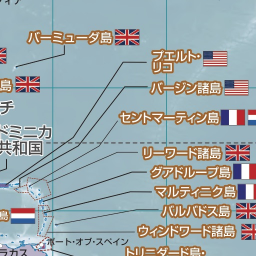 バーミューダ島
島
プエルト・
リコ
チ
バージン諸島
ドミニカ
共和国
セントマーティン島
リーワード諸島
グアドループ島
マルティニク島
島
バルバドス島
ウィンドワード諸島
ポート・オブ・スペイン
ラカス
トリニダード島・